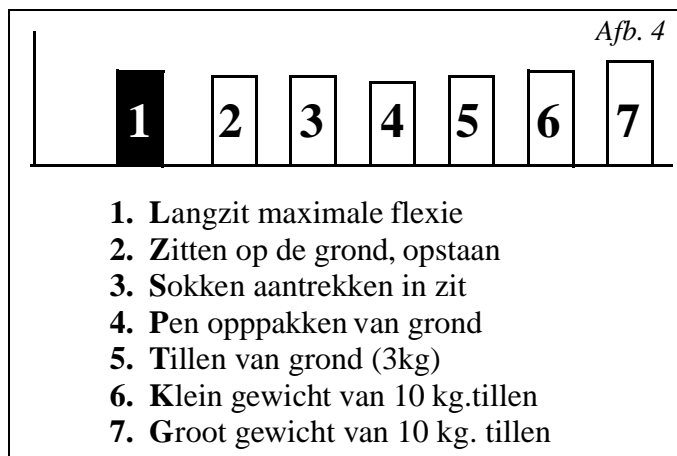 Afb. 4
1 2 3 4 5 6 7
1. Langzit maximale flexie
2. Zitten op de grond, opstaan
3. Sokken aantrekken in zit
4. Pen opppakken van grond
5. Tillen van grond (3kg)
6. Klein gewicht van 10 kg.tillen
7. Groot gewicht van 10 kg. tillen